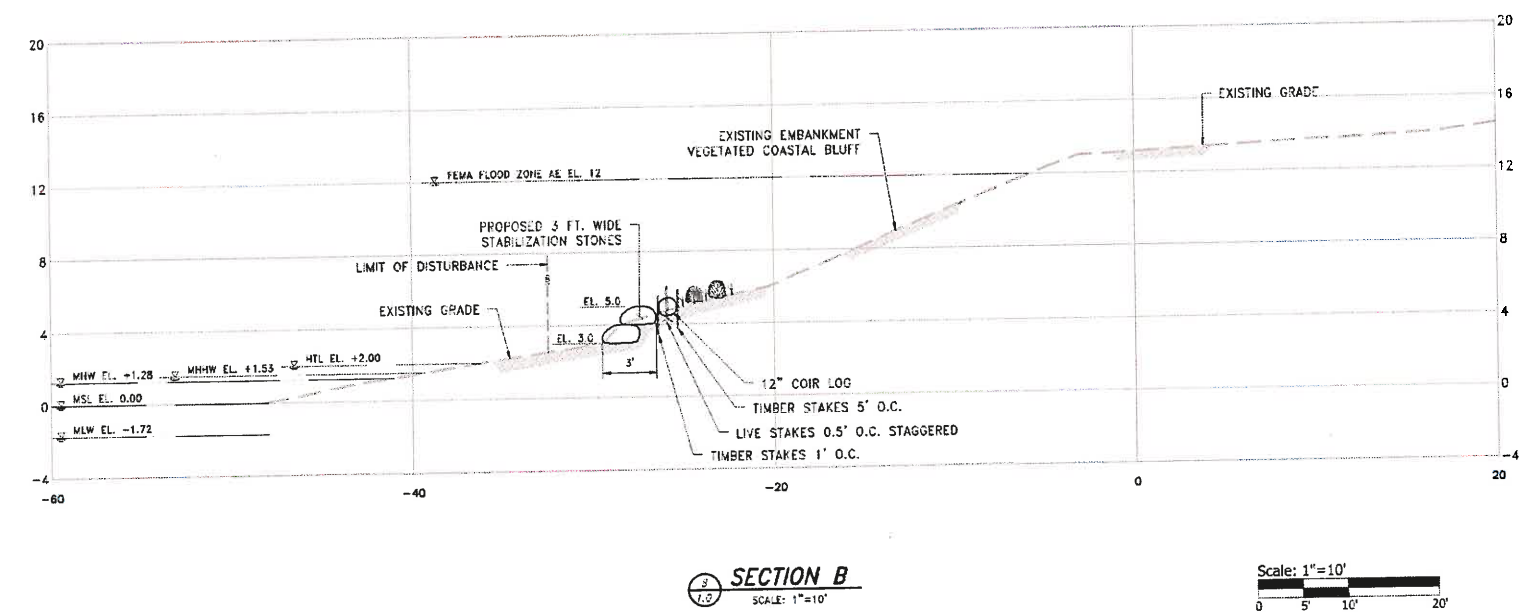 20
20
16
EXISTING GRADE
16
EXISTING EMBANKMENT
VEGETATED COASTAL BLUFF
12
FEMA FLOOD ZONE AE EL. 12
12
PROPOSED 3 FT. WIDE
STABILIZATION STONES
8
LIMIT OF DISTURBANCE
8
EL. 5.0
EXISTING GRADE
4
EL. 3.0
4
HTL EL. +2.00
MHW EL. +1.28
MHHW EL. +1.53
3'
12" COIR LOG
0
MSL EL. 0.00
TIMBER STAKES 5' O.C.
0
MLW EL. -1.72
LIVE STAKES 0.5' O.C. STAGGERED
TIMBER STAKES 1' O.C.
-4
-4
-60
-40
-20
0
20
SECTION B
SCALE: 1"=10'
1.0
Scale: 1"=10'
0 5' 10' 20'